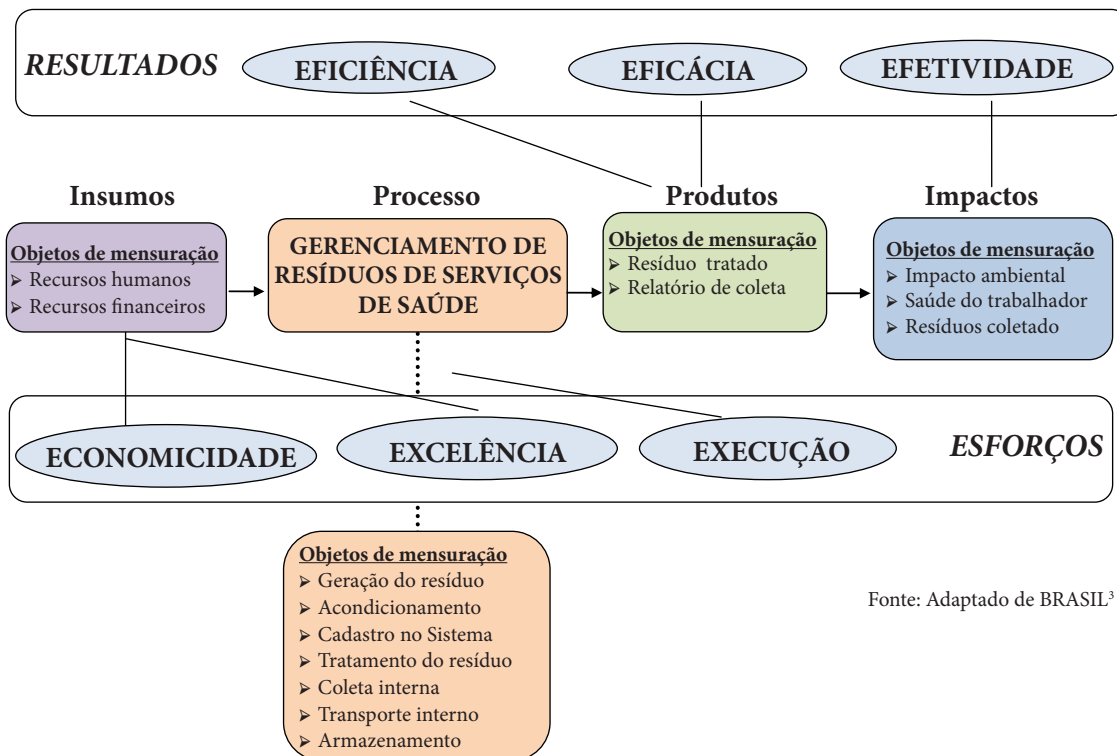 RESULTADOS
EFICIÊNCIA
EFICÁCIA
EFETIVIDADE
Insumos
Objetos de mensuração
➢ Recursos humanos
➢ Recursos financeiros
Processo
GERENCIAMENTO DE
RESÍDUOS DE SERVIÇOS
DE SAÚDE
Produtos
Objetos de mensuração
➢ Resíduo tratado
➢ Relatório de coleta
Impactos
Objetos de mensuração
➢ Impacto ambiental
➢ Saúde do trabalhador
➢ Resíduos coletado
ECONOMICIDADE
EXCELÊNCIA
EXECUÇÃO
ESFORÇOS
Objetos de mensuração
➢ Geração do resíduo
➢ Acondicionamento
➢ Cadastro no Sistema
➢ Tratamento do resíduo
➢ Coleta interna
➢ Transporte interno
➢ Armazenamento
Fonte: Adaptado de BRASIL³